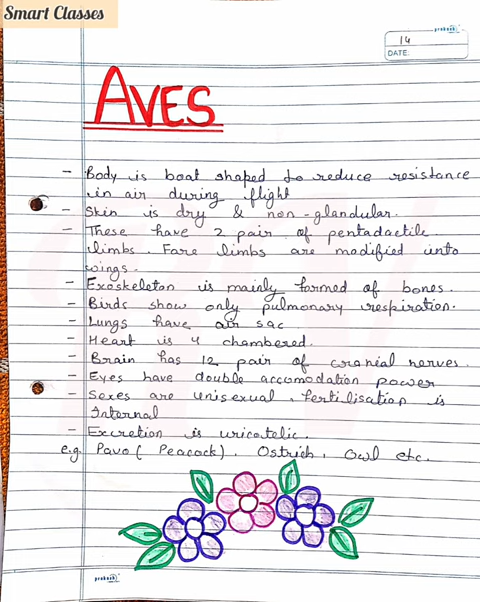 Smart Classes
prakash
14
DATE:
AVES
- Body is boat shaped to reduce resistance
in air during flight
- Skin is dry & non-glandular.
- These have 2 pair of pentadactile
limbs. Fore limbs are modified into
wings.
- Exoskeleton is mainly formed of bones.
- Birds show only pulmonary respiration.
- Lungs have air sac
- Heart is 4 chambered.
- Brain has 12 pair of cranial nerves.
- Eyes have double accomodation power
- Sexes are unisexual, fertilisation is
Internal
- Excretion is uricotelic.
e.g. Pavo (Peacock), Ostrich, Owl etc.
prakash